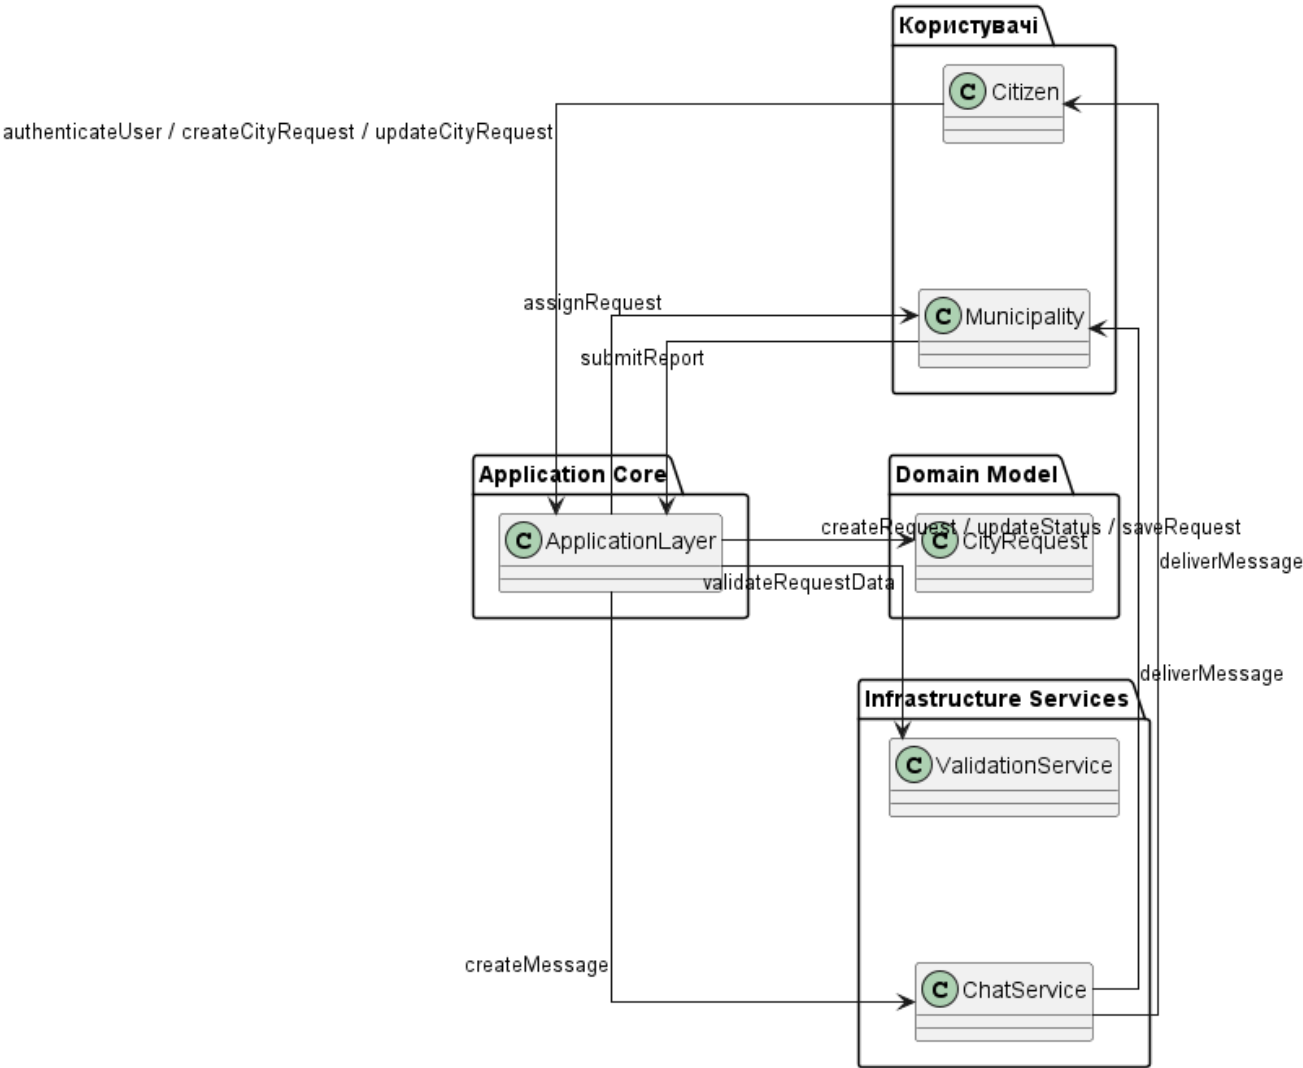 Користувачі
C Citizen
authenticateUser / createCityRequest / updateCityRequest
assignRequest
C Municipality
submitReport
Application Core
Domain Model
createRequest / updateStatus / saveRequest
C ApplicationLayer
C CityRequest
deliverMessage
validateRequestData
deliverMessage
Infrastructure Services
C ValidationService
createMessage
C ChatService